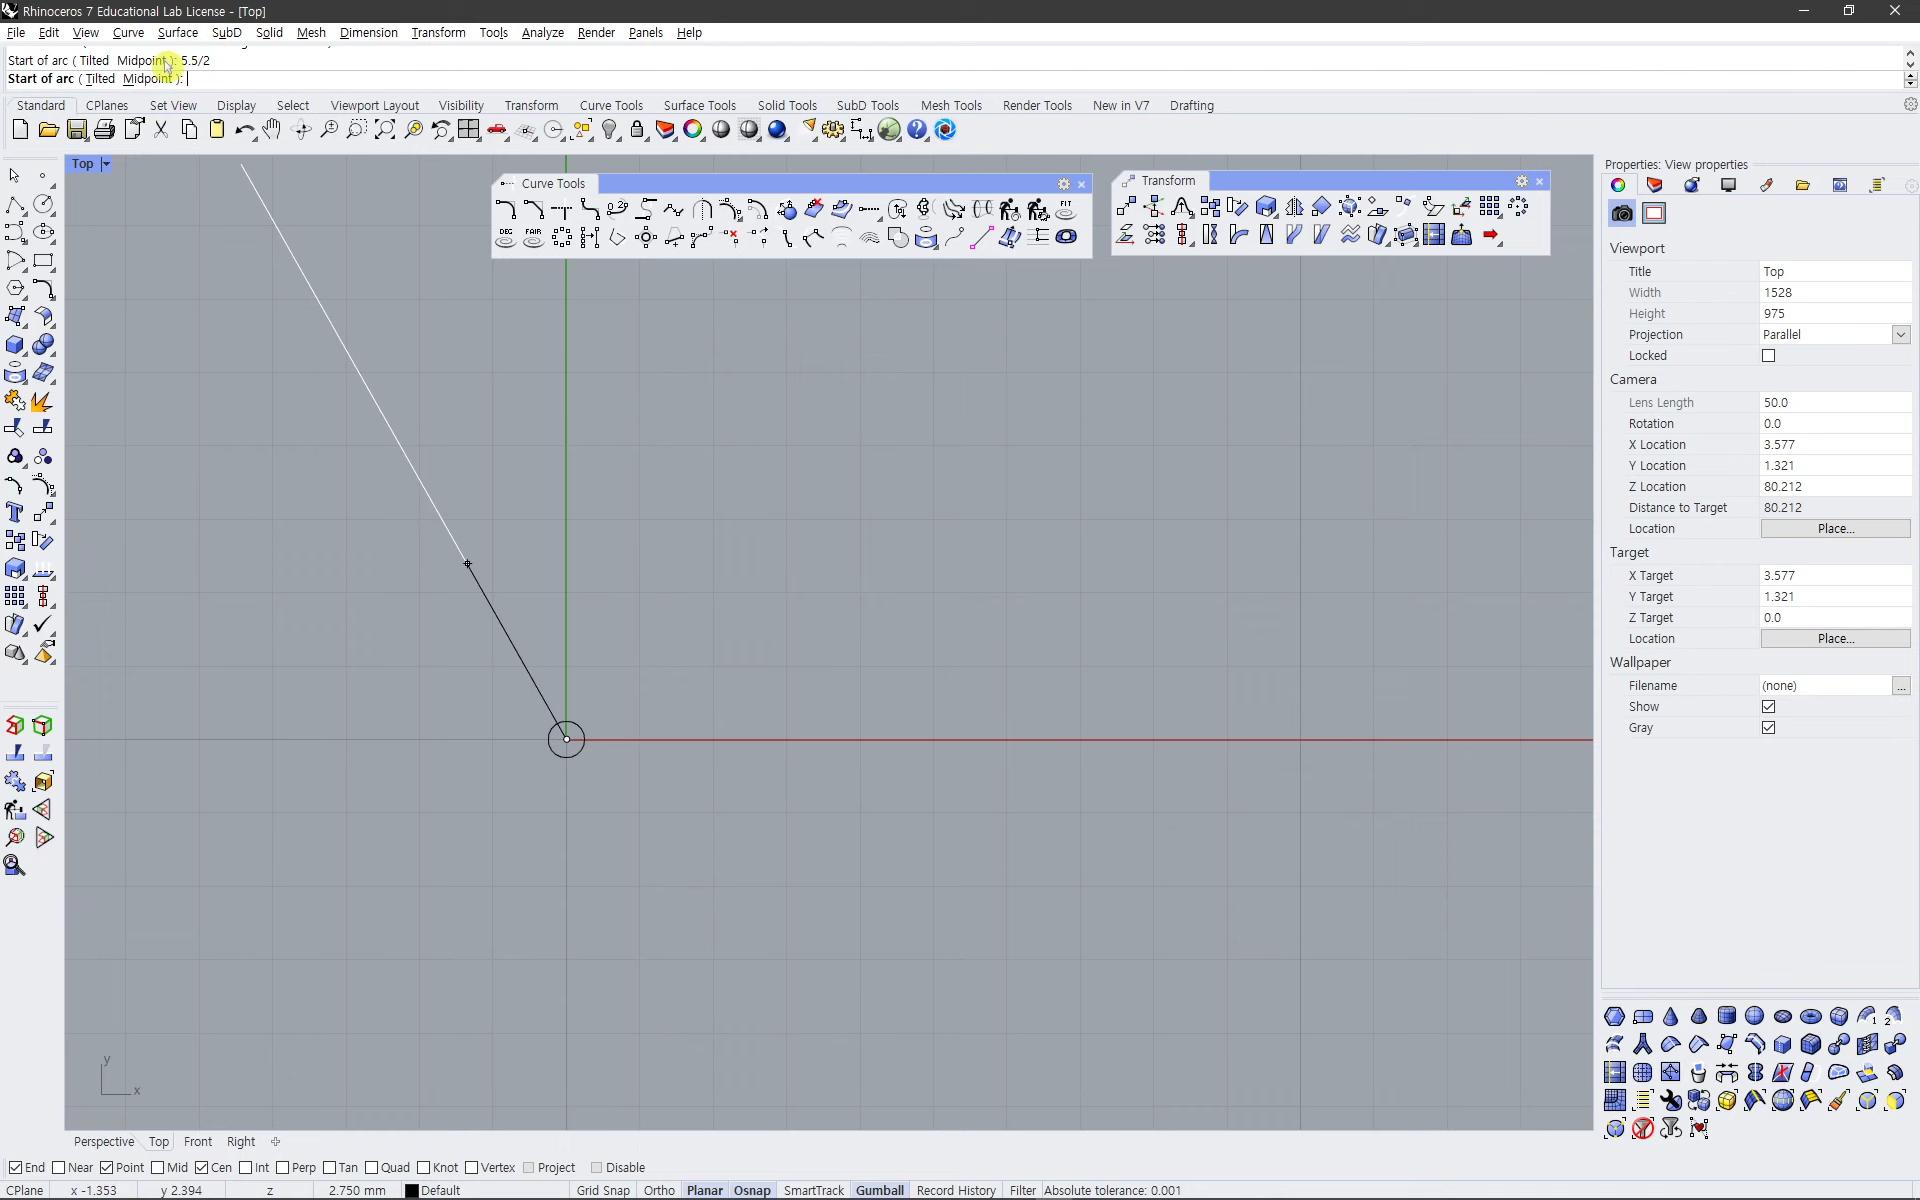 Rhinoceros 7 Educational Lab License - [Top]
File Edit View Curve Surface SubD Solid Mesh Dimension Transform Tools Analyze Render Panels Help
Start of arc ( Tilted Midpoint ): 5.5/2
Start of arc ( Tilted Midpoint ):
Standard CPlanes Set View Display Select Viewport Layout Visibility Transform Curve Tools Surface Tools Solid Tools SubD Tools Mesh Tools Render Tools New in V7 Drafting
Top
Curve Tools
Transform
Properties: View properties
Viewport
Title Top
Width 1528
Height 975
Projection Parallel
Locked
Camera
Lens Length 50.0
Rotation 0.0
X Location 3.577
Y Location 1.321
Z Location 80.212
Distance to Target 80.212
Location Place...
Target
X Target 3.577
Y Target 1.321
Z Target 0.0
Location Place...
Wallpaper
Filename (none) ...
Show
Gray
y
x
Perspective Top Front Right
End Near Point Mid Cen Int Perp Tan Quad Knot Vertex Project Disable
CPlane x -1.353 y 2.394 z 2.750 mm Default Grid Snap Ortho Planar Osnap SmartTrack Gumball Record History Filter Absolute tolerance: 0.001